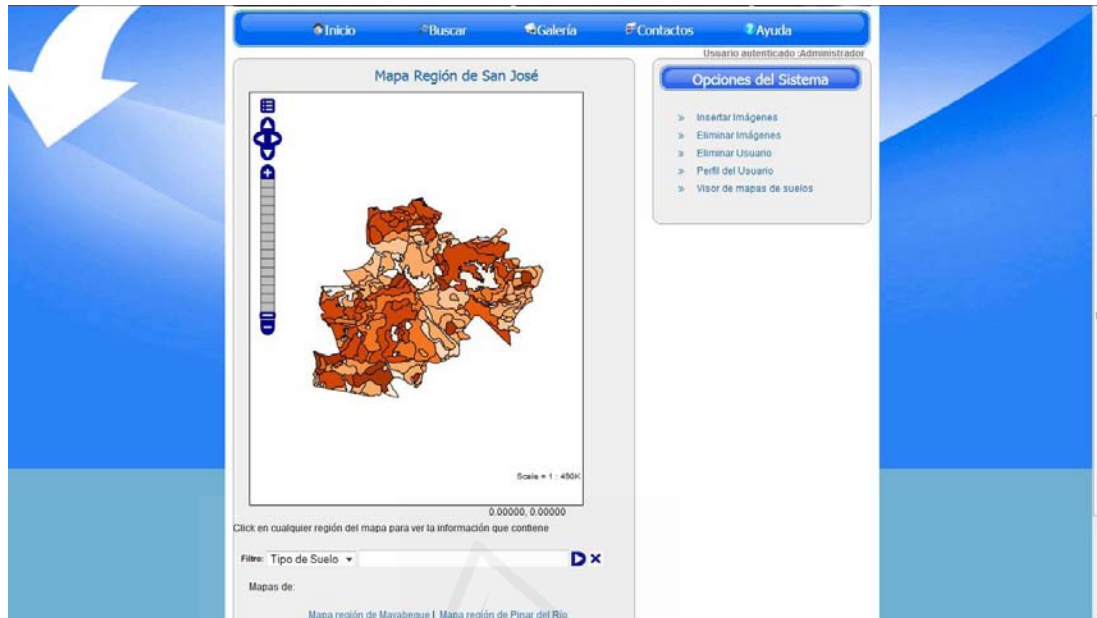 Inicio Buscar Galería Contactos Ayuda
Usuario autenticado :Administrador
Mapa Región de San José
Opciones del Sistema
» Insertar Imágenes
» Eliminar Imágenes
» Eliminar Usuario
» Perfil del Usuario
» Visor de mapas de suelos
Scale = 1 : 490K
0.00000, 0.00000
Click en cualquier región del mapa para ver la información que contiene
Filtro: Tipo de Suelo
Mapas de:
Mapa región de Mayabeque | Mapa región de Pinar del Río